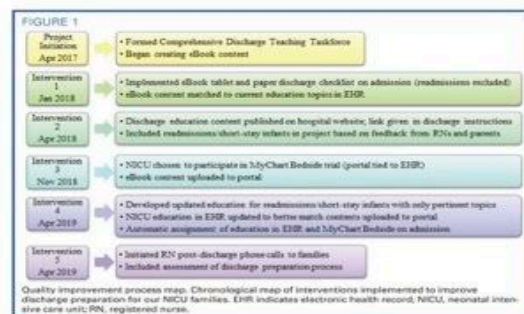 FIGURE 1
Project
Initiation
Apr 2017
• Formed Comprehensive Discharge Teaching Taskforce
• Began creating eBook content
Intervention
1
Jan 2018
• Implemented eBook tablet and paper discharge checklist on admission (readmissions excluded)
• eBook content matched to current education topics in EHR
Intervention
2
Apr 2018
• Discharge education content published on hospital website; link given in discharge instructions
• Included readmissions/short-stay infants in project based on feedback from RNs and parents
Intervention
3
Nov 2018
• NICU chosen to participate in MyChart Bedside trial (portal tied to EHR)
• eBook content uploaded to portal
Intervention
4
Apr 2019
• Developed updated education for readmissions/short-stay infants with only pertinent topics
• NICU education in EHR updated to better match contents uploaded to portal
• Automatic assignment of education in EHR and MyChart Bedside on admission
Intervention
5
Apr 2019
• Initiated RN post-discharge phone calls to families
• Included assessment of discharge preparation process
Quality improvement process map. Chronological map of interventions implemented to improve
discharge preparation for our NICU families. EHR indicates electronic health record; NICU, neonatal inten-
sive care unit; RN, registered nurse.